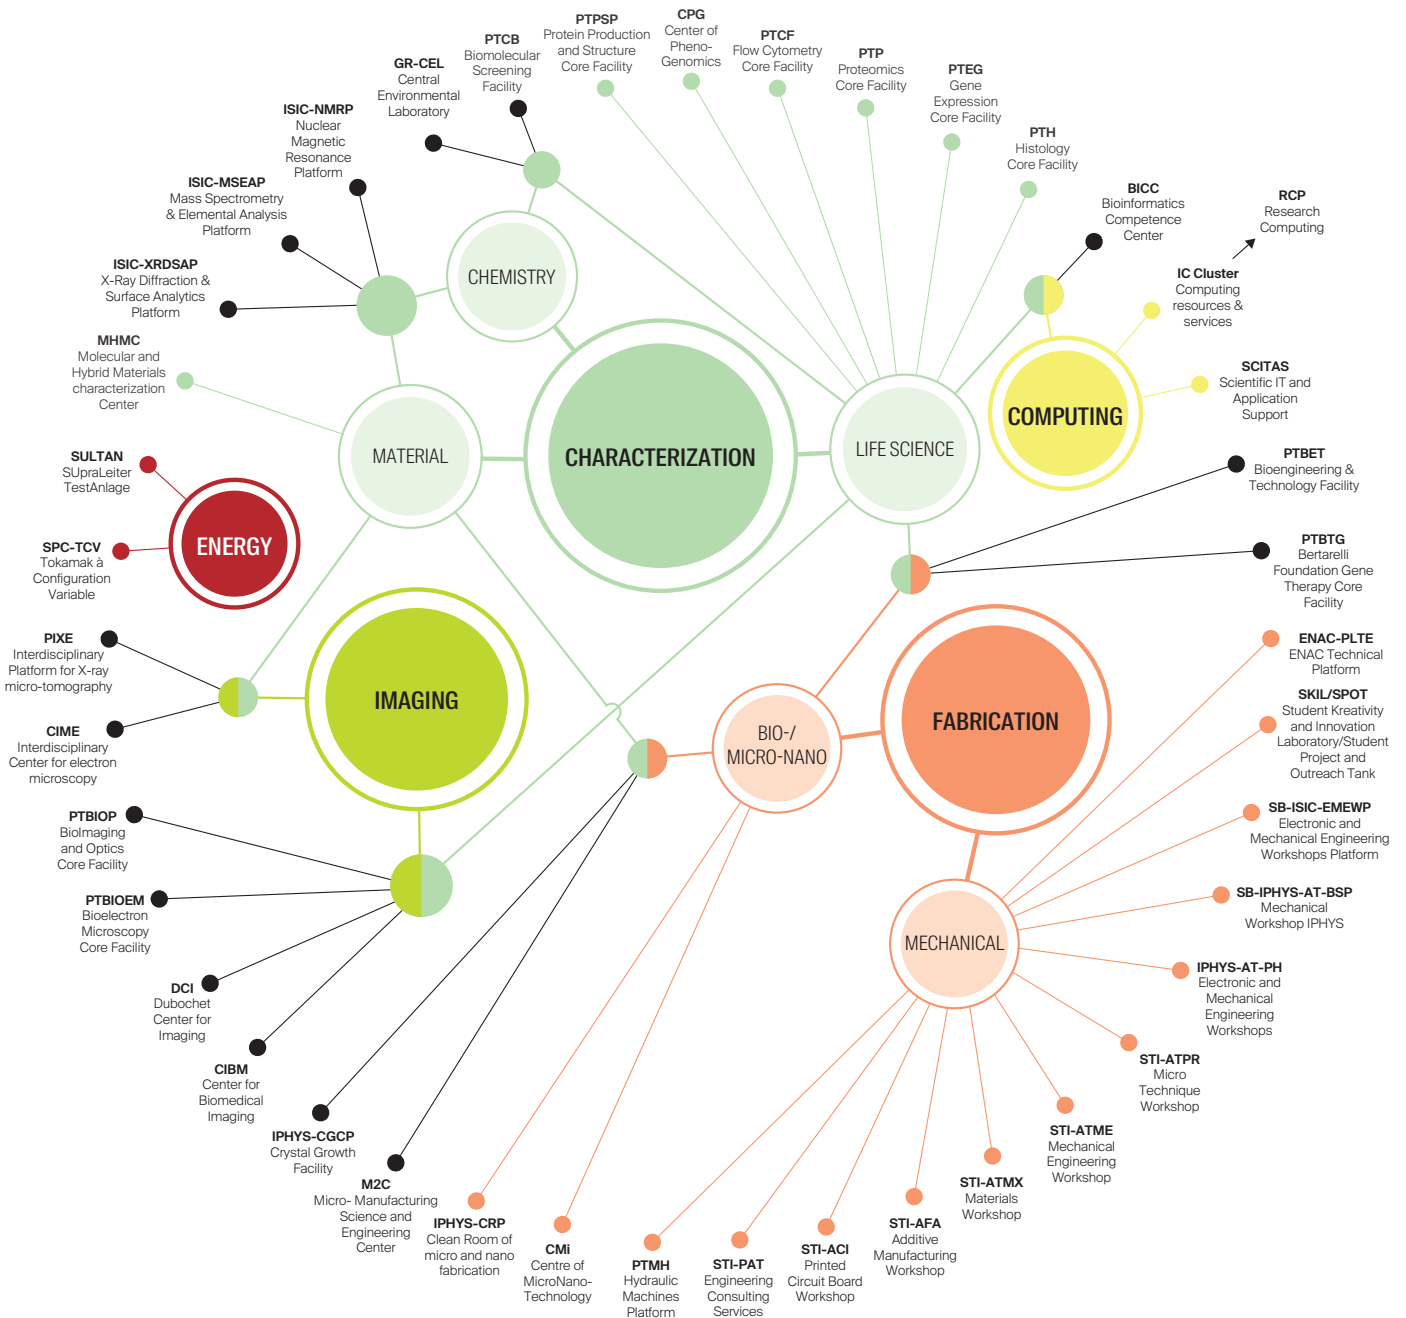 PTPSP
Protein Production
and Structure
Core Facility
CPG
Center of
Pheno-
Genomics
PTCF
Flow Cytometry
Core Facility
PTP
Proteomics
Core Facility
PTEG
Gene
Expression
Core Facility
PTH
Histology
Core Facility
PTCB
Biomolecular
Screening
Facility
GR-CEL
Central
Environmental
Laboratory
ISIC-NMRP
Nuclear
Magnetic
Resonance
Platform
ISIC-MSEAP
Mass Spectrometry
& Elemental Analysis
Platform
ISIC-XRDSAP
X-Ray Diffraction &
Surface Analytics
Platform
MHMC
Molecular and
Hybrid Materials
characterization
Center
BICC
Bioinformatics
Competence
Center
RCP
Research
Computing
IC Cluster
Computing
resources &
services
SCITAS
Scientific IT and
Application
Support
CHEMISTRY
MATERIAL
CHARACTERIZATION
LIFE SCIENCE
COMPUTING
SULTAN
SUpraLeiter
TestAnlage
ENERGY
SPC-TCV
Tokamak à
Configuration
Variable
PTBET
Bioengineering &
Technology Facility
PTBTG
Bertarelli
Foundation Gene
Therapy Core
Facility
PIXE
Interdisciplinary
Platform for X-ray
micro-tomography
CIME
Interdisciplinary
Center for electron
microscopy
IMAGING
BIO-/
MICRO-NANO
FABRICATION
ENAC-PLTE
ENAC Technical
Platform
SKIL/SPOT
Student Kreativity
and Innovation
Laboratory/Student
Project and
Outreach Tank
SB-ISIC-EMEWP
Electronic and
Mechanical Engineering
Workshops Platform
SB-IPHYS-AT-BSP
Mechanical
Workshop IPHYS
IPHYS-AT-PH
Electronic and
Mechanical
Engineering
Workshops
MECHANICAL
PTBIOP
BioImaging
and Optics
Core Facility
PTBIOEM
Bioelectron
Microscopy
Core Facility
DCI
Dubochet
Center for
Imaging
CIBM
Center for
Biomedical
Imaging
IPHYS-CGCP
Crystal Growth
Facility
M2C
Micro- Manufacturing
Science and
Engineering
Center
IPHYS-CRP
Clean Room of
micro and nano
fabrication
CMi
Centre of
MicroNano-
Technology
PTMH
Hydraulic
Machines
Platform
STI-PAT
Engineering
Consulting
Services
STI-ACI
Printed
Circuit Board
Workshop
STI-AFA
Additive
Manufacturing
Workshop
STI-ATMX
Materials
Workshop
STI-ATME
Mechanical
Engineering
Workshop
STI-ATPR
Micro
Technique
Workshop